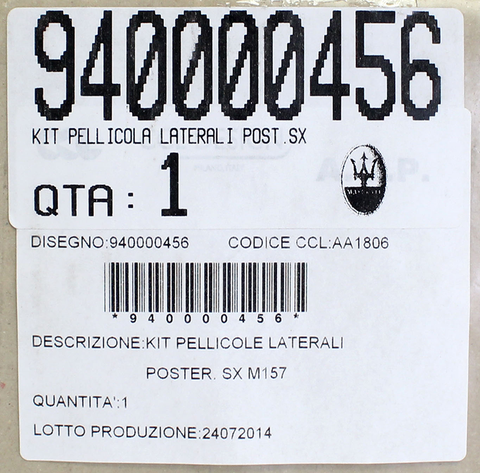 940000456
KIT PELLICOLA LATERALI POST.SX
QTA: 1
DISEGNO:940000456 CODICE CCL:AA1806
*940000456*
DESCRIZIONE:KIT PELLICOLE LATERALI
POSTER. SX M157
QUANTITA':1
LOTTO PRODUZIONE:24072014